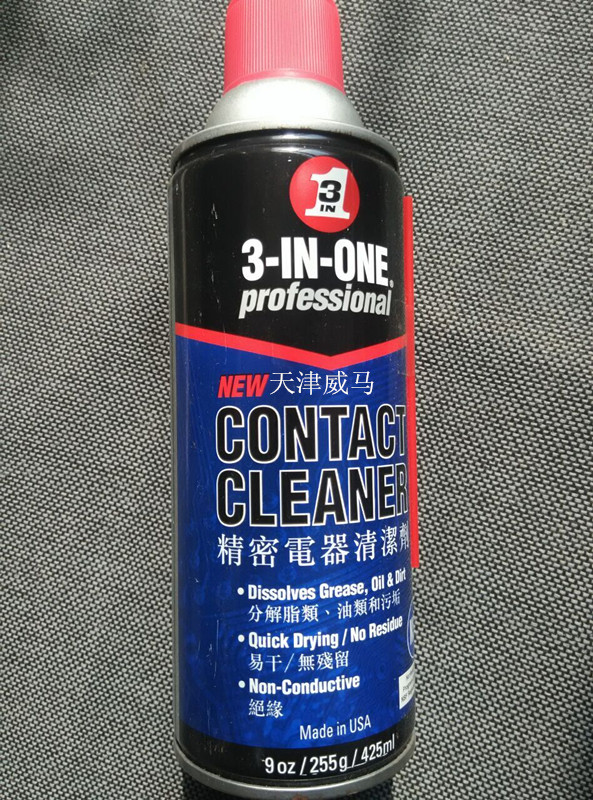 3
IN
1
3-IN-ONE®
professional
NEW 天津威马
CONTACT
CLEANER
精密電器清潔劑
• Dissolves Grease, Oil & Dirt
分解脂類、油類和污垢
• Quick Drying / No Residue
易干/無殘留
• Non-Conductive
絕緣
Made in USA
9 oz / 255g / 425ml